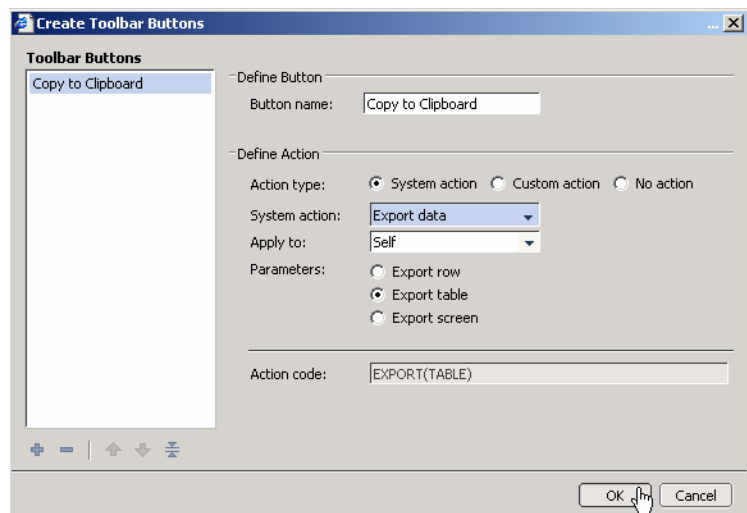 Create Toolbar Buttons ...
Toolbar Buttons
Copy to Clipboard
Define Button
Button name: Copy to Clipboard
Define Action
Action type: System action Custom action No action
System action: Export data
Apply to: Self
Parameters: Export row
Export table
Export screen
Action code: EXPORT(TABLE)
OK Cancel